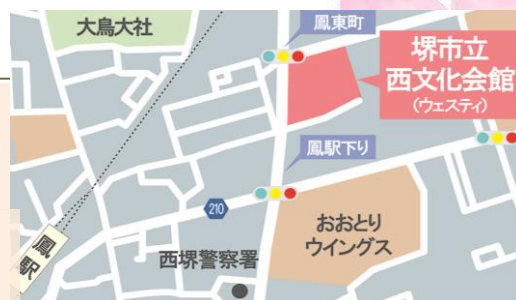 大鳥大社
鳳東町
堺市立
西文化会館
(ウェスティ)
鳳駅下り
210
おおとり
ウイングス
西堺警察署
鳳駅